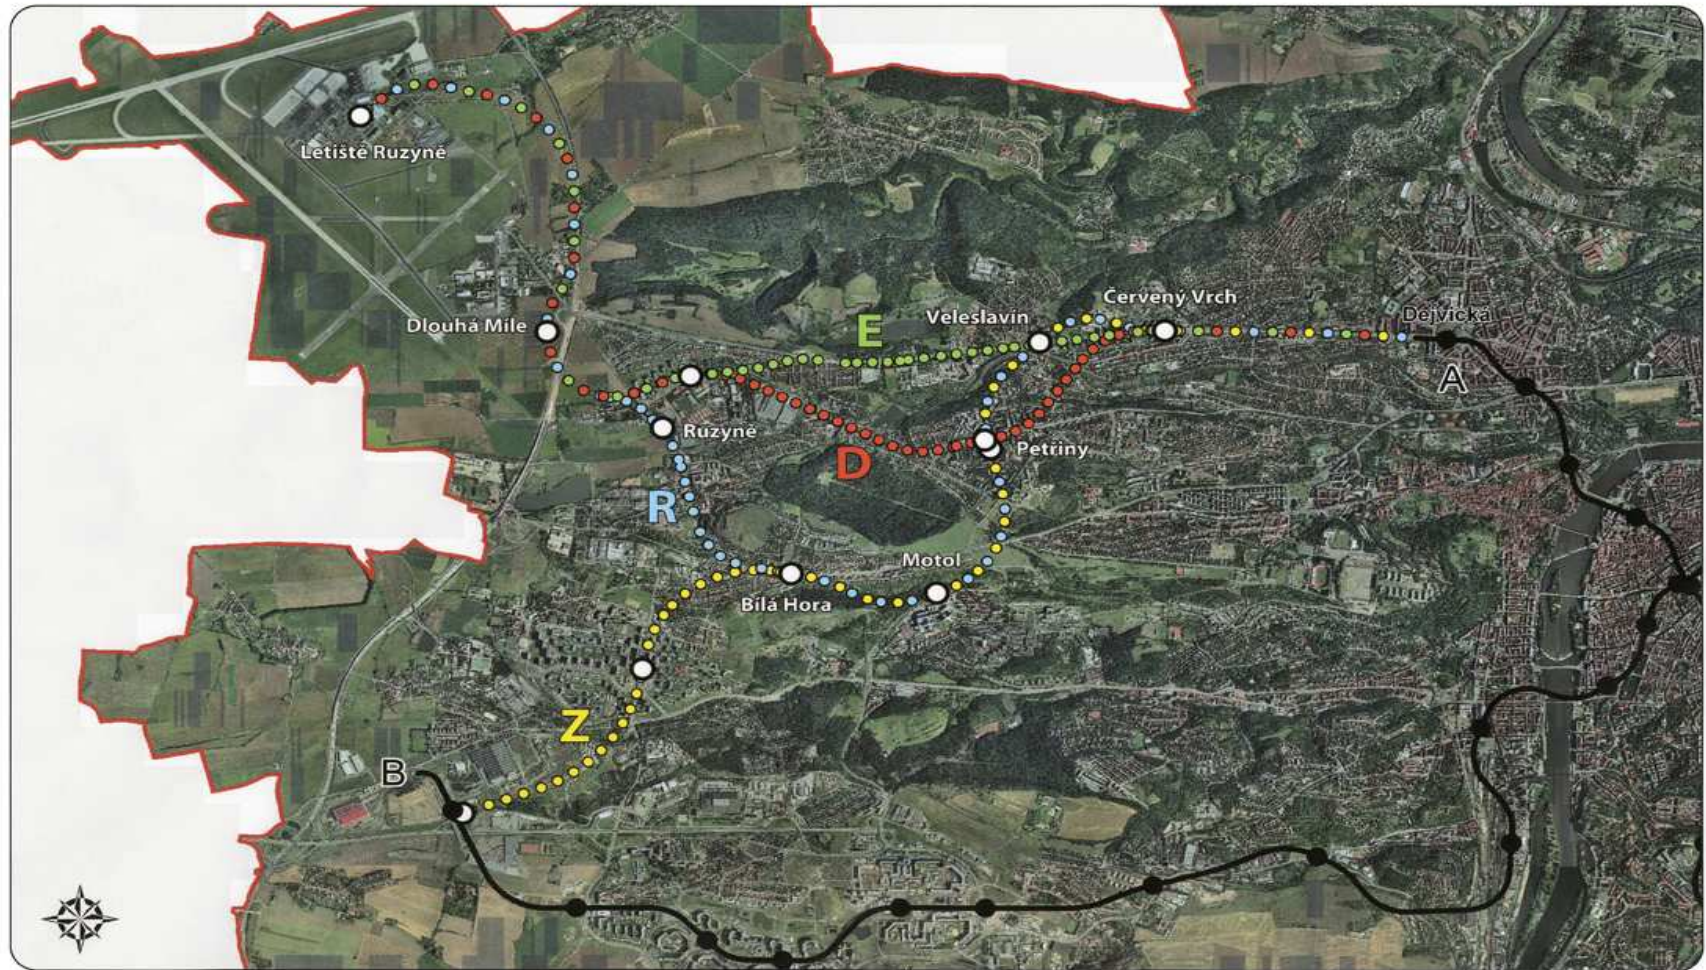 Letiště Ruzyně
Červený Vrch
Veleslavín
Dejvická
Dlouhá Míle
E
A
Ruzyně
Petřiny
D
R
Motol
Bílá Hora
Z
B